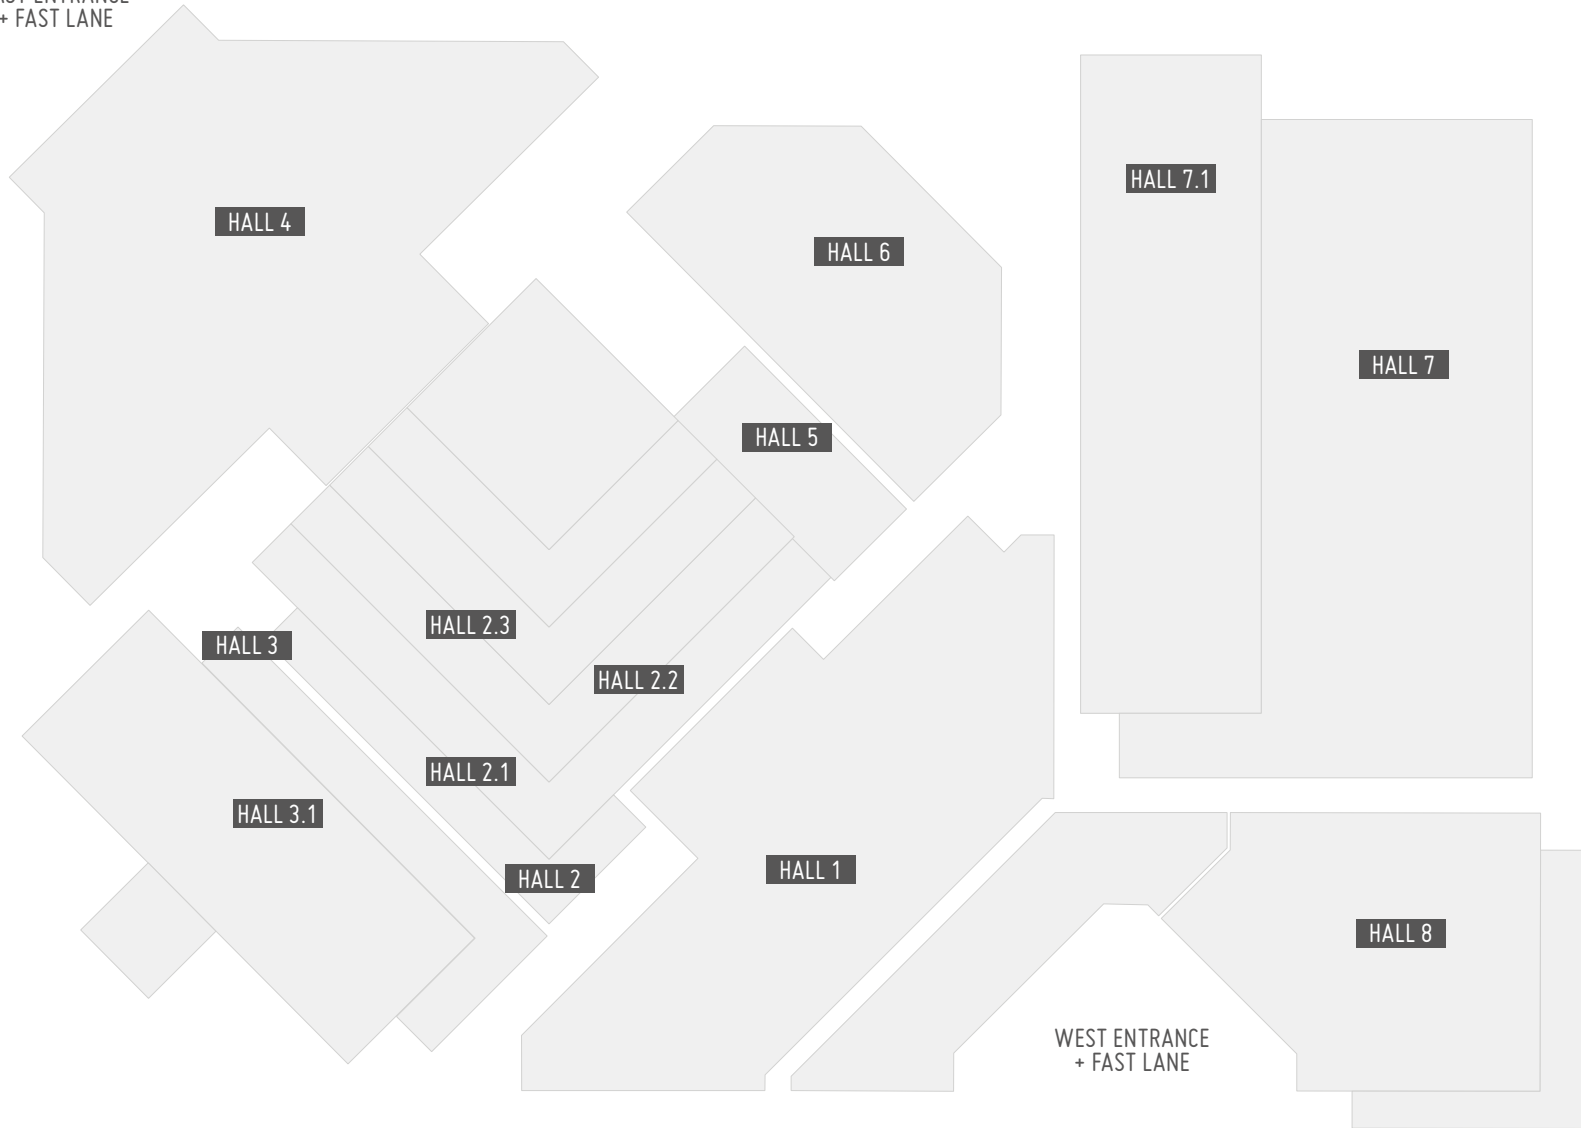 + FAST LANE
HALL 7.1
HALL 4
HALL 6
HALL 7
HALL 5
HALL 2.3
HALL 3
HALL 2.2
HALL 2.1
HALL 3.1
HALL 1
HALL 2
HALL 8
WEST ENTRANCE
+ FAST LANE